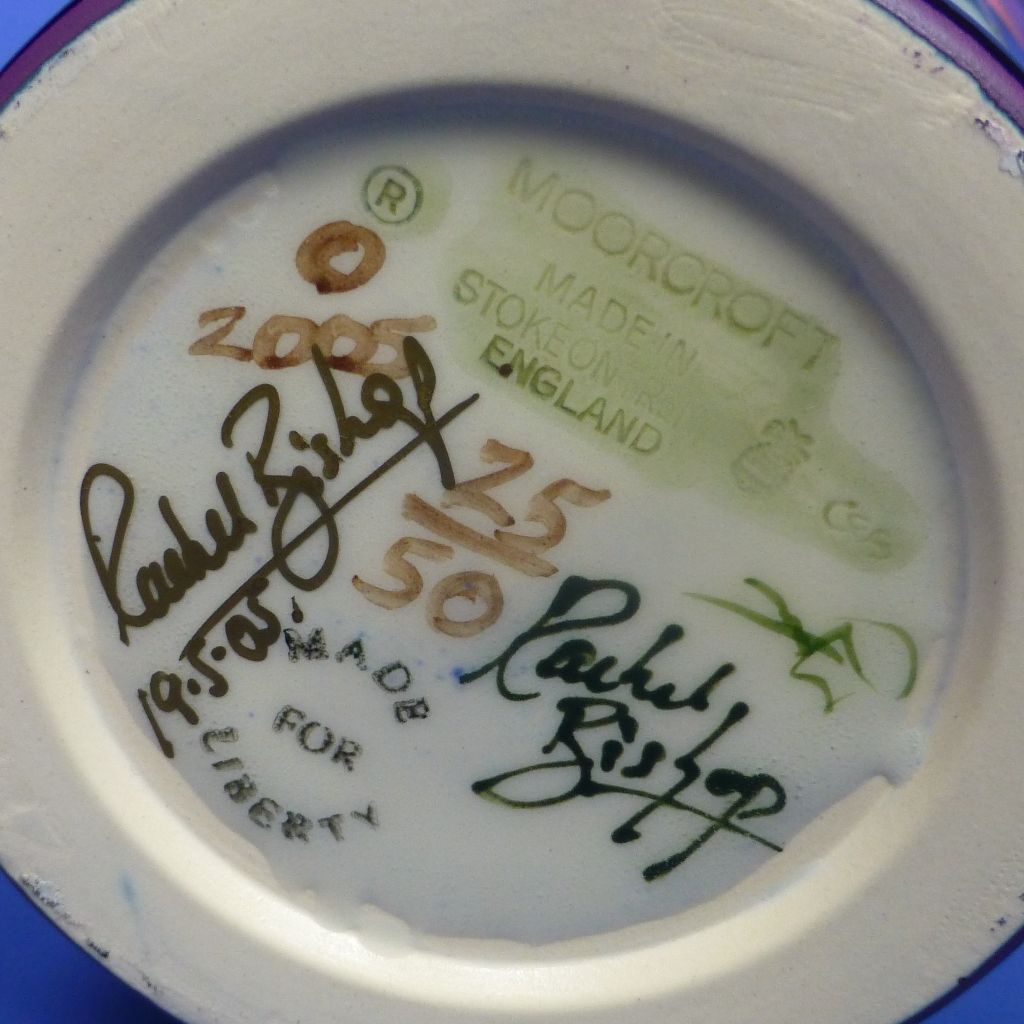 ®
MOORCROFT
MADE IN
STOKE ON TRENT
ENGLAND
2005
Rachel Bishop
19.5.05.
25/50
Rachel
Bishop
MADE
FOR
LIBERTY